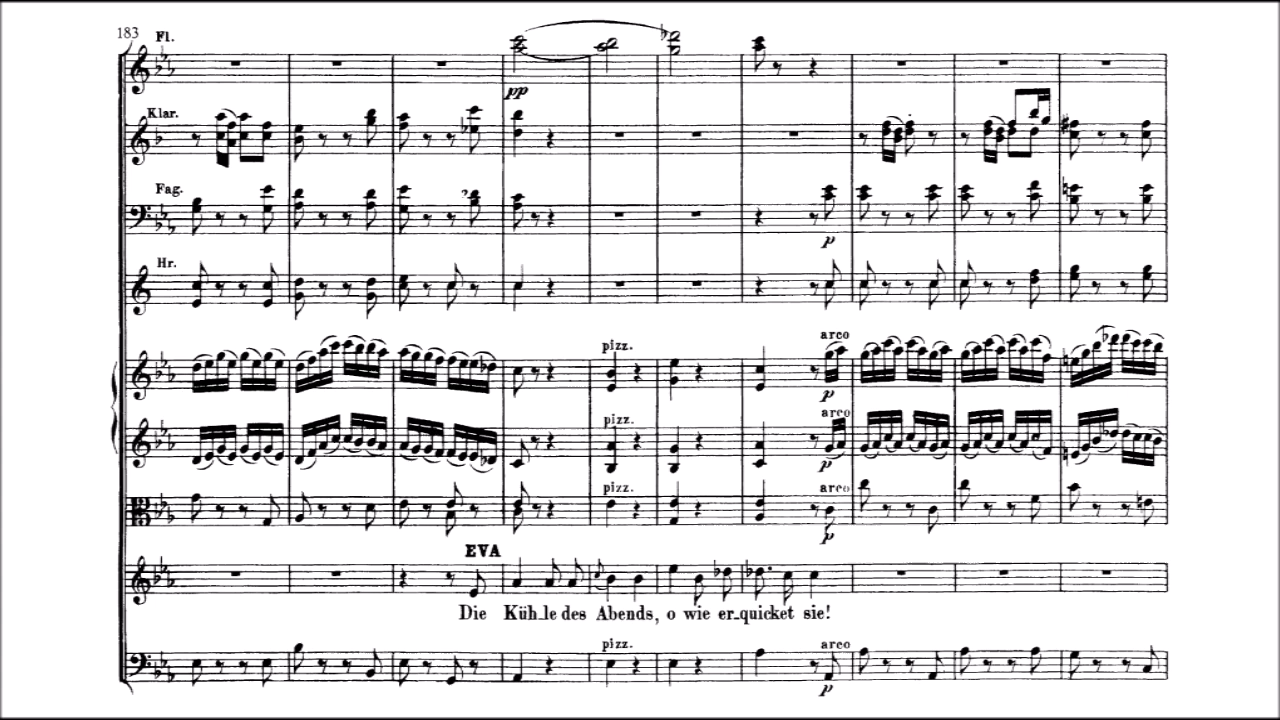 183
Fl.
pp
Klar.
Fag.
p
Hr.
arco
pizz.
p
arco
pizz.
p
pizz.
arco
p
EVA
Die Küh_le des Abends, o wie er_quicket sie!
pizz.
arco
p